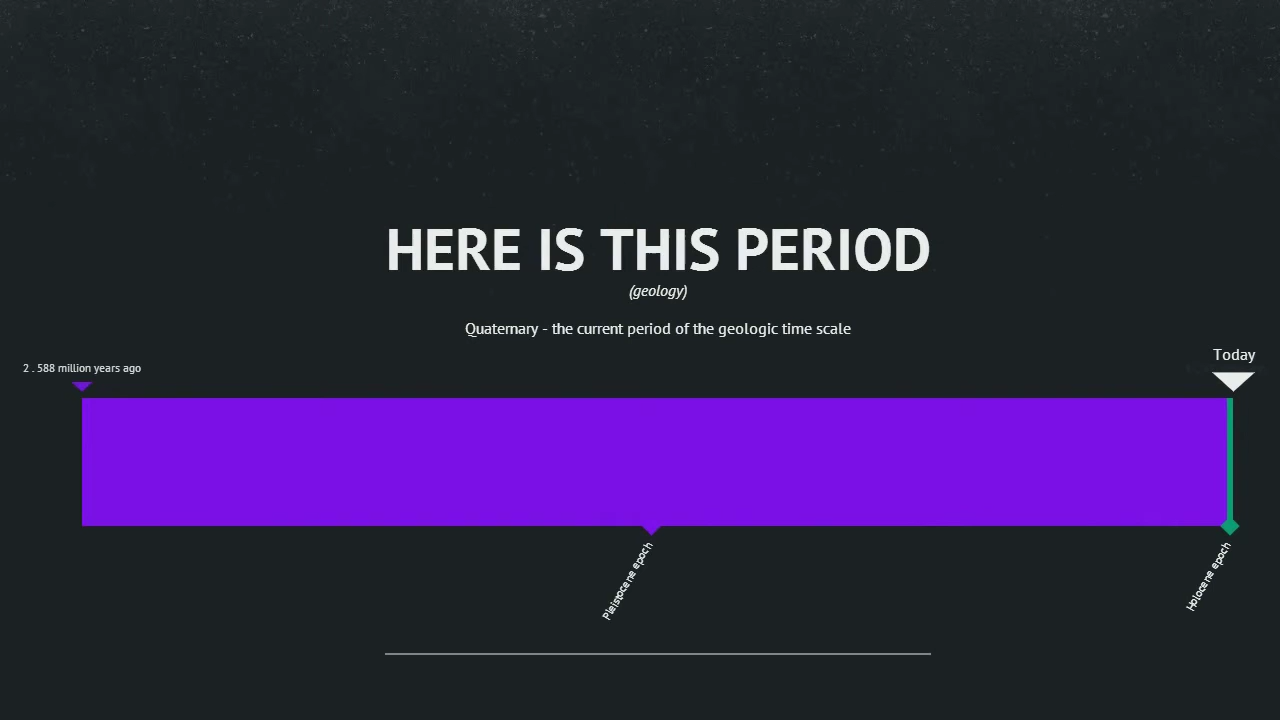 HERE IS THIS PERIOD
(geology)
Quaternary - the current period of the geologic time scale
Today
2 . 588 million years ago
Pleistocene epoch
Holocene epoch